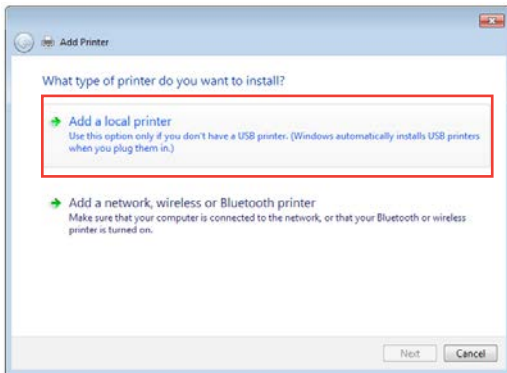 Add Printer
What type of printer do you want to install?
Add a local printer
Use this option only if you don't have a USB printer. (Windows automatically installs USB printers
when you plug them in.)
Add a network, wireless or Bluetooth printer
Make sure that your computer is connected to the network, or that your Bluetooth or wireless
printer is turned on.
Next Cancel